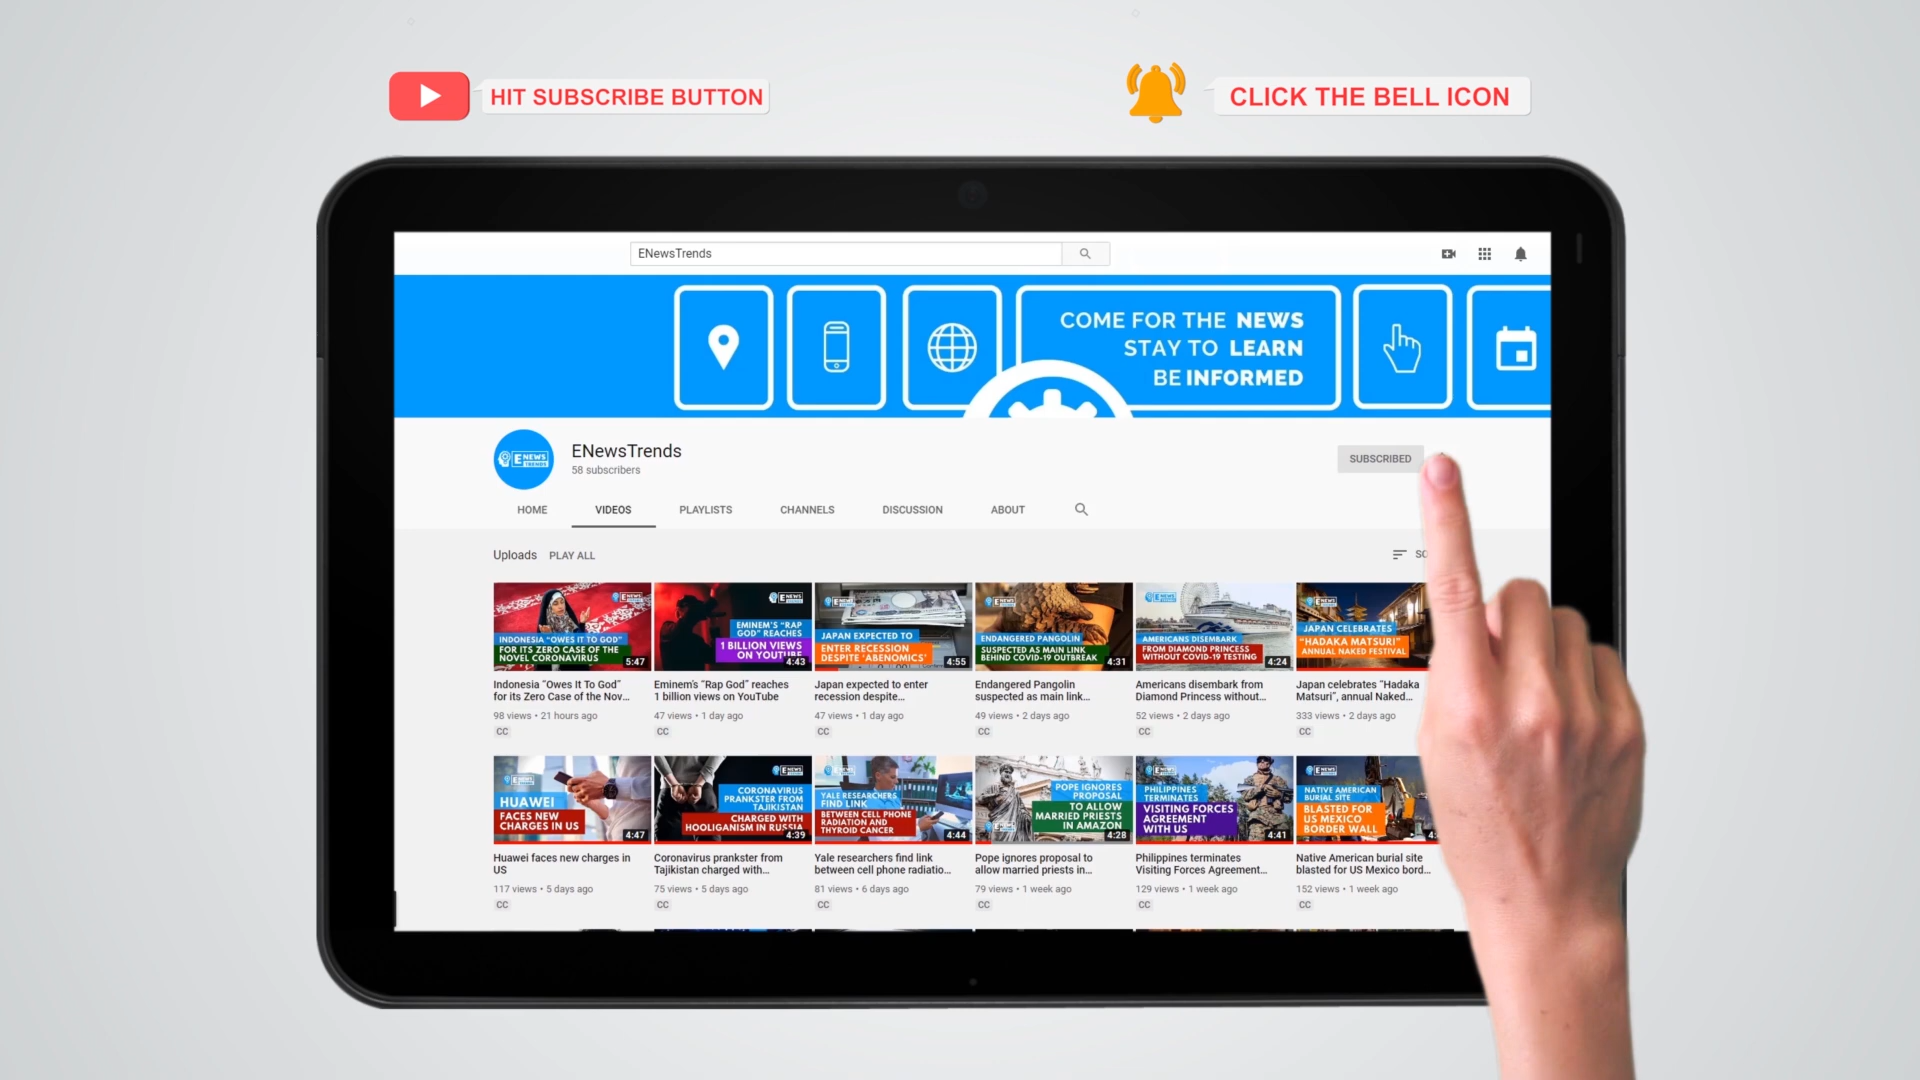 HIT SUBSCRIBE BUTTON
CLICK THE BELL ICON
ENewsTrends
COME FOR THE NEWS
STAY TO LEARN
BE INFORMED
E NEWS
TRENDS
ENewsTrends
58 subscribers
SUBSCRIBED
HOME VIDEOS PLAYLISTS CHANNELS DISCUSSION ABOUT
Uploads PLAY ALL
INDONESIA "OWES IT TO GOD"
FOR ITS ZERO CASE OF THE
NOVEL CORONAVIRUS
5:47
EMINEM'S "RAP
GOD" REACHES
1 BILLION VIEWS
ON YOUTUBE
4:43
JAPAN EXPECTED TO
ENTER RECESSION
DESPITE 'ABENOMICS'
4:55
ENDANGERED PANGOLIN
SUSPECTED AS MAIN LINK
BEHIND COVID-19 OUTBREAK
4:31
AMERICANS DISEMBARK
FROM DIAMOND PRINCESS
WITHOUT COVID-19 TESTING
4:24
JAPAN CELEBRATES
"HADAKA MATSURI"
ANNUAL NAKED FESTIVAL
Indonesia "Owes It To God"
for its Zero Case of the Nov...
98 views • 21 hours ago
CC
Eminem's "Rap God" reaches
1 billion views on YouTube
47 views • 1 day ago
CC
Japan expected to enter
recession despite...
47 views • 1 day ago
CC
Endangered Pangolin
suspected as main link...
49 views • 2 days ago
CC
Americans disembark from
Diamond Princess without...
52 views • 2 days ago
CC
Japan celebrates "Hadaka
Matsuri", annual Naked...
333 views • 2 days ago
CC
HUAWEI
FACES NEW
CHARGES IN US
4:47
CORONAVIRUS
PRANKSTER FROM
TAJIKISTAN
CHARGED WITH
HOOLIGANISM IN RUSSIA
4:39
YALE RESEARCHERS
FIND LINK
BETWEEN CELL PHONE
RADIATION AND
THYROID CANCER
4:44
POPE IGNORES
PROPOSAL
TO ALLOW
MARRIED PRIESTS
IN AMAZON
4:28
PHILIPPINES
TERMINATES
VISITING FORCES
AGREEMENT
WITH US
4:41
NATIVE AMERICAN
BURIAL SITE
BLASTED FOR
US MEXICO
BORDER WALL
Huawei faces new charges in
US
117 views • 5 days ago
CC
Coronavirus prankster from
Tajikistan charged with...
75 views • 5 days ago
CC
Yale researchers find link
between cell phone radiatio...
81 views • 6 days ago
CC
Pope ignores proposal to
allow married priests in...
79 views • 1 week ago
CC
Philippines terminates
Visiting Forces Agreement...
129 views • 1 week ago
CC
Native American burial site
blasted for US Mexico bord...
152 views • 1 week ago
CC